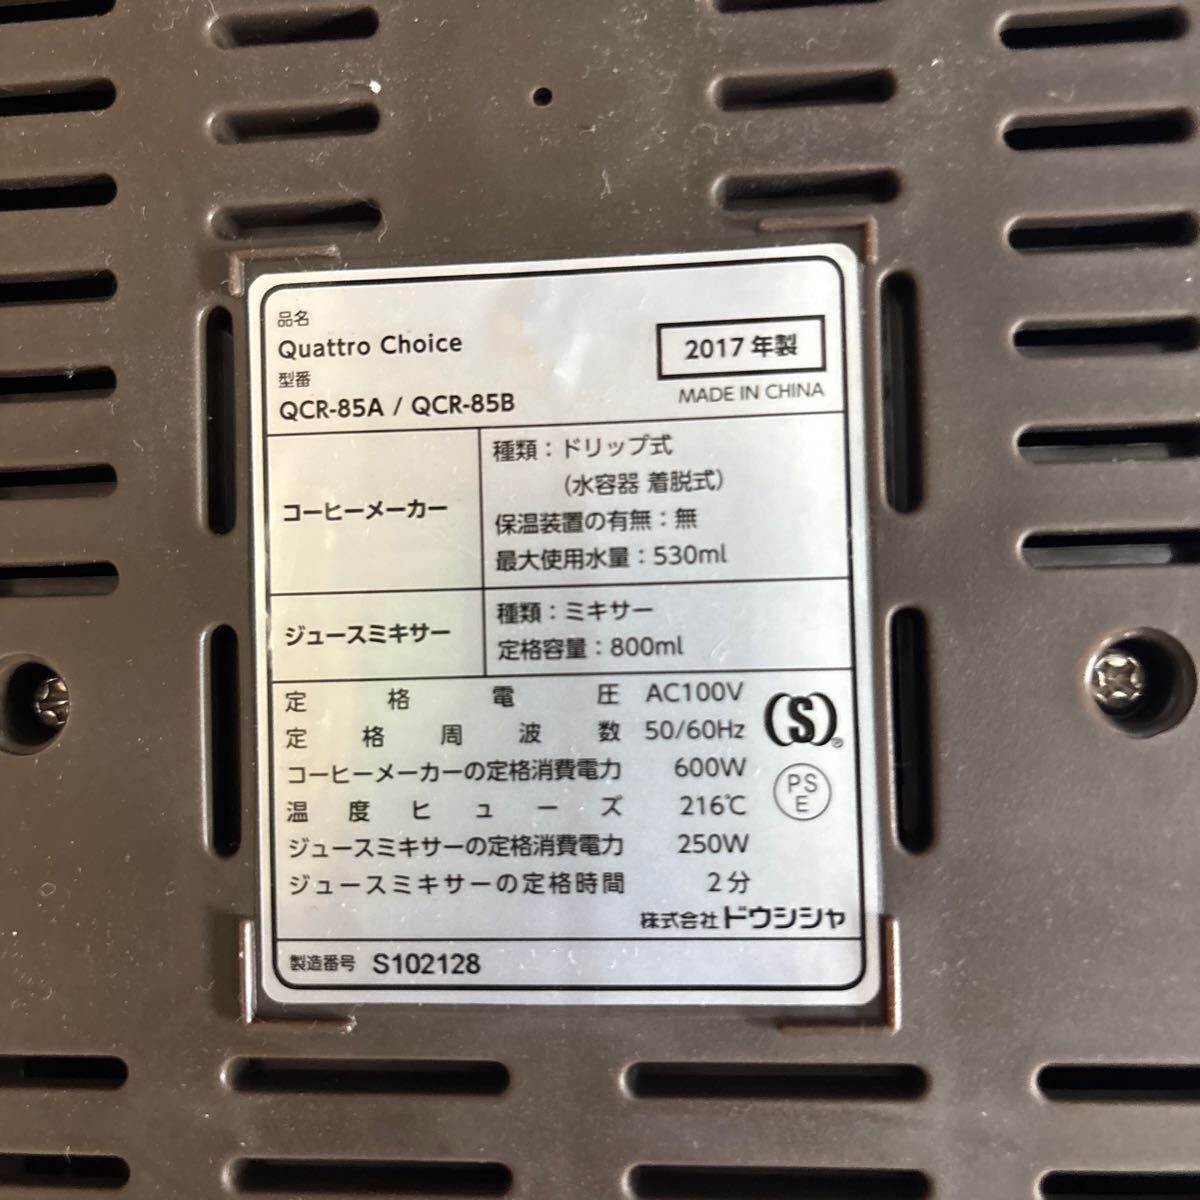 品名
Quattro Choice
型番
QCR-85A / QCR-85B
2017年製
MADE IN CHINA
コーヒーメーカー
種類：ドリップ式
（水容器 着脱式）
保温装置の有無：無
最大使用水量：530ml
ジュースミキサー
種類：ミキサー
定格容量：800ml
定格電圧 AC100V
定格周波数 50/60Hz
コーヒーメーカーの定格消費電力 600W
温度ヒューズ 216℃
ジュースミキサーの定格消費電力 250W
ジュースミキサーの定格時間 2分
S®
PS
E
株式会社ドウシシャ
製造番号 S102128